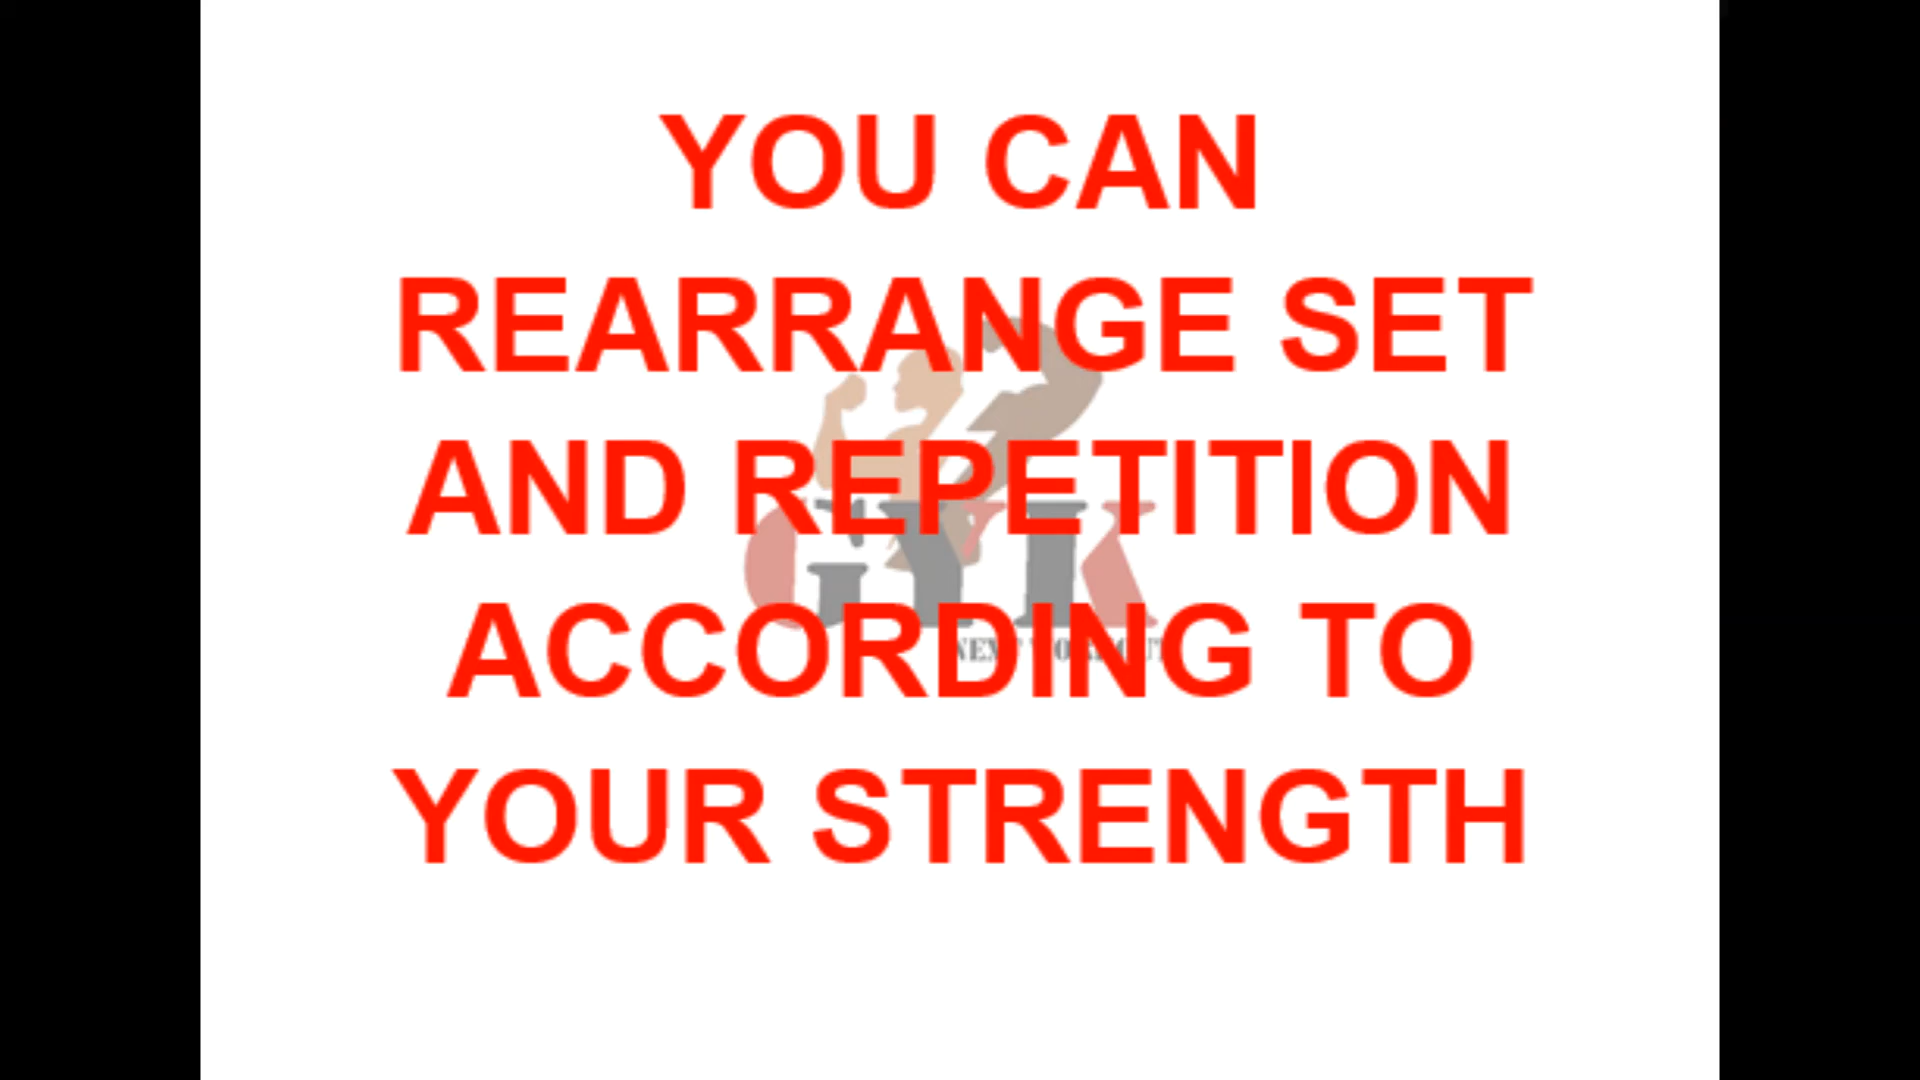 YOU CAN
REARRANGE SET
AND REPETITION
ACCORDING TO
YOUR STRENGTH